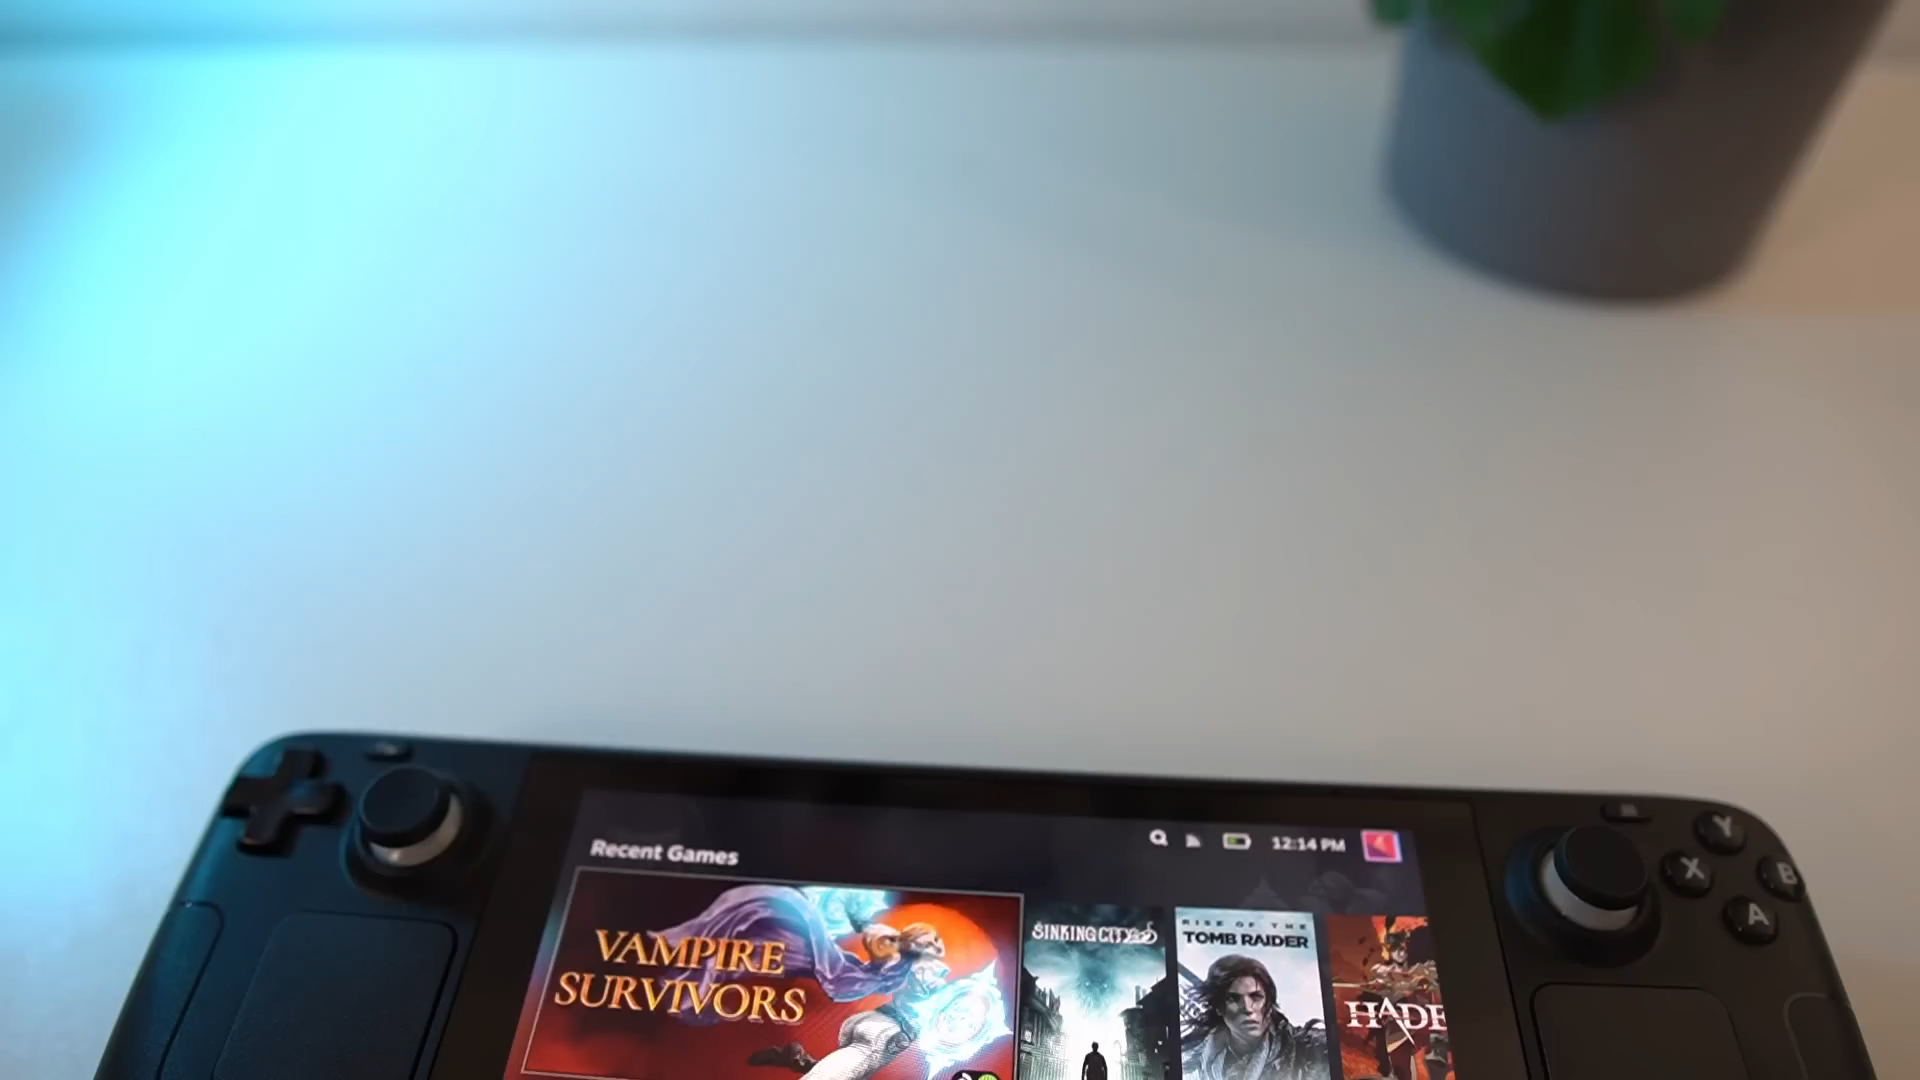 Recent Games
12:14 PM
VAMPIRE
SURVIVORS
SINKING CITY
RISE OF THE
TOMB RAIDER
HADE
Y
X
B
A